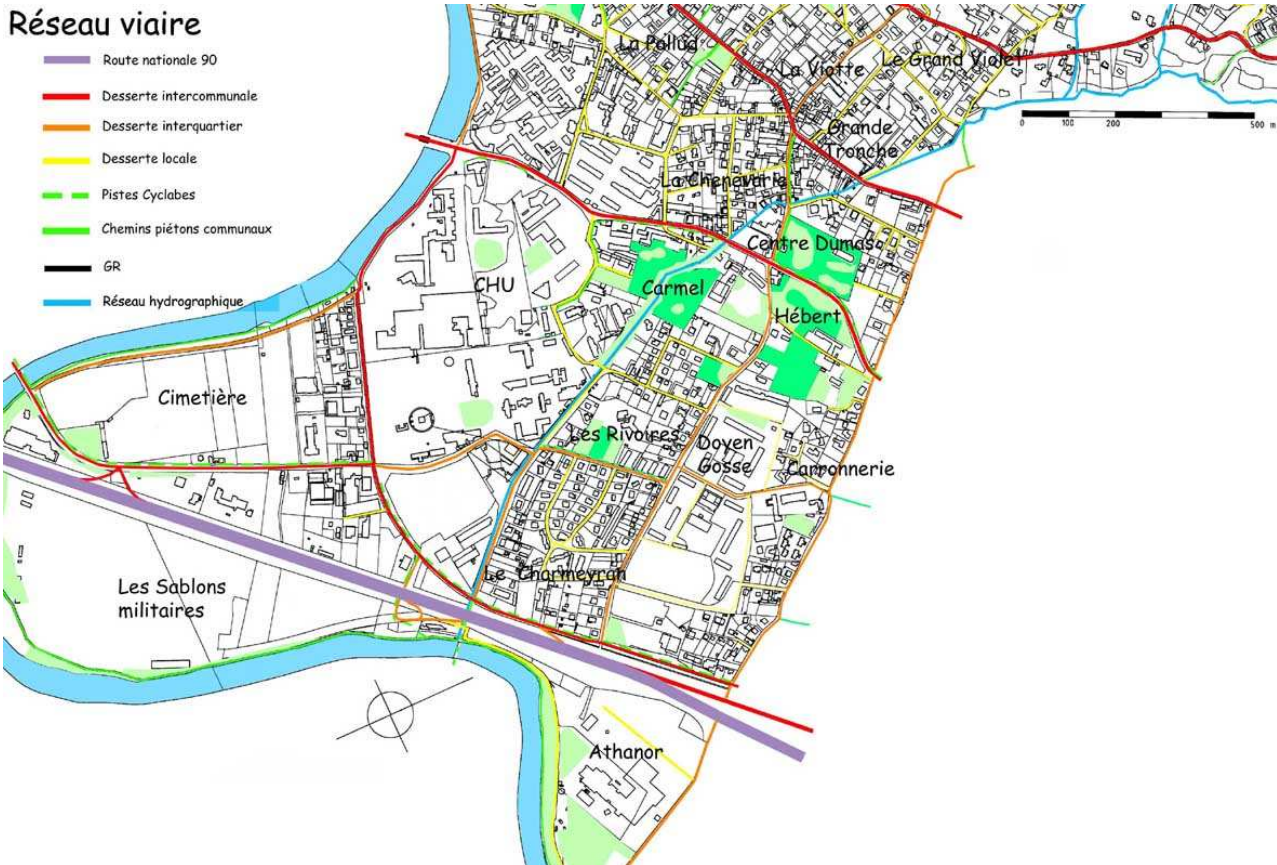 Réseau viaire
Route nationale 90
Desserte intercommunale
Desserte interquartier
Desserte locale
Pistes Cyclabes
Chemins piétons communaux
GR
Réseau hydrographique
La Pallud
La Viotte
Le Grand Violet
0 100 200 500 m
Grande
Tronche
La Chenevarie
Centre Dumas
CHU
Carmel
Hébert
Cimetière
Les Rivoires
Doyen
Gosse
Carronnerie
Les Sablons
militaires
Le Charmeyran
Athanor